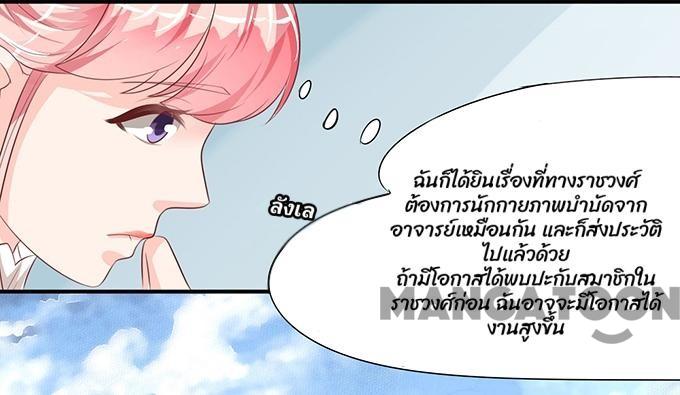 ลังเล
ฉันก็ได้ยินเรื่องที่ทางราชวงศ์
ต้องการนักกายภาพบำบัดจาก
อาจารย์เหมือนกัน และก็ส่งประวัติ
ไปแล้วด้วย
ถ้ามีโอกาสได้พบปะกับสมาชิกใน
ราชวงศ์ก่อน ฉันอาจจะมีโอกาสได้
งานสูงขึ้น
MANGATOON